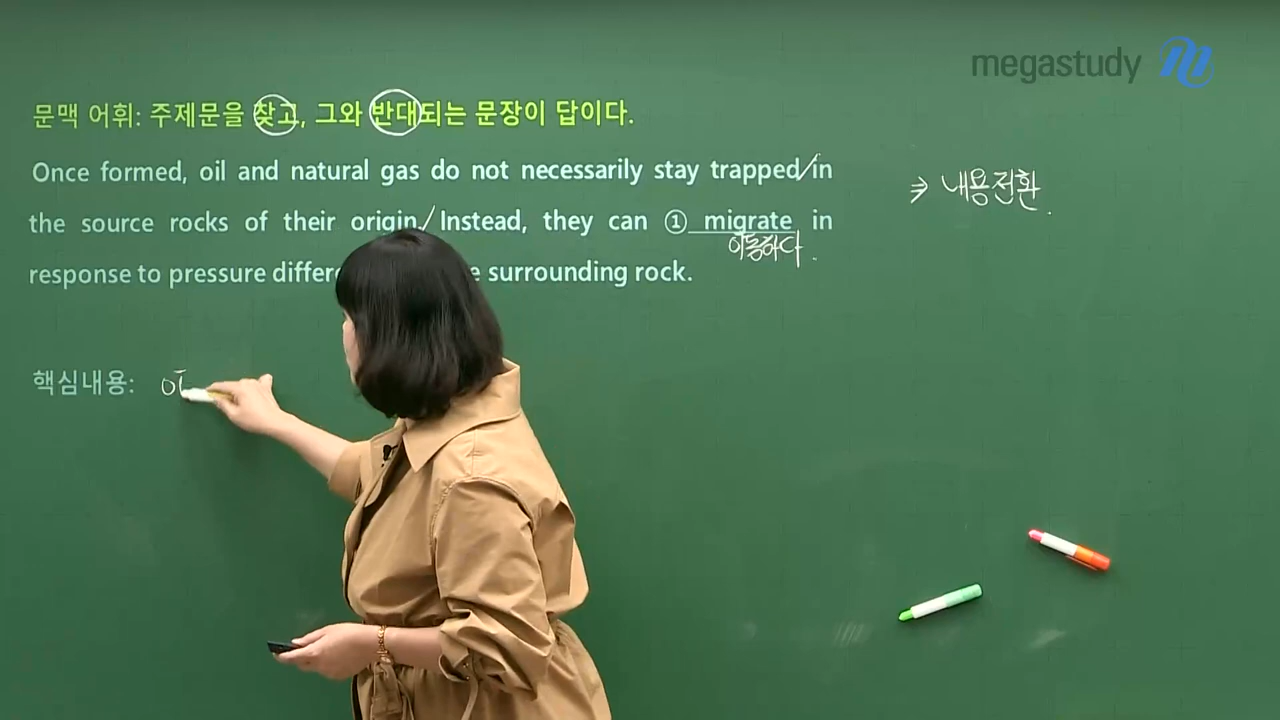 megastudy
문맥 어휘: 주제문을 찾고, 그와 반대되는 문장이 답이다.
Once formed, oil and natural gas do not necessarily stay trapped/in
the source rocks of their origin/Instead, they can ① migrate in
이동하다.
response to pressure surrounding rock.
⇒ 내용전환.
핵심내용: